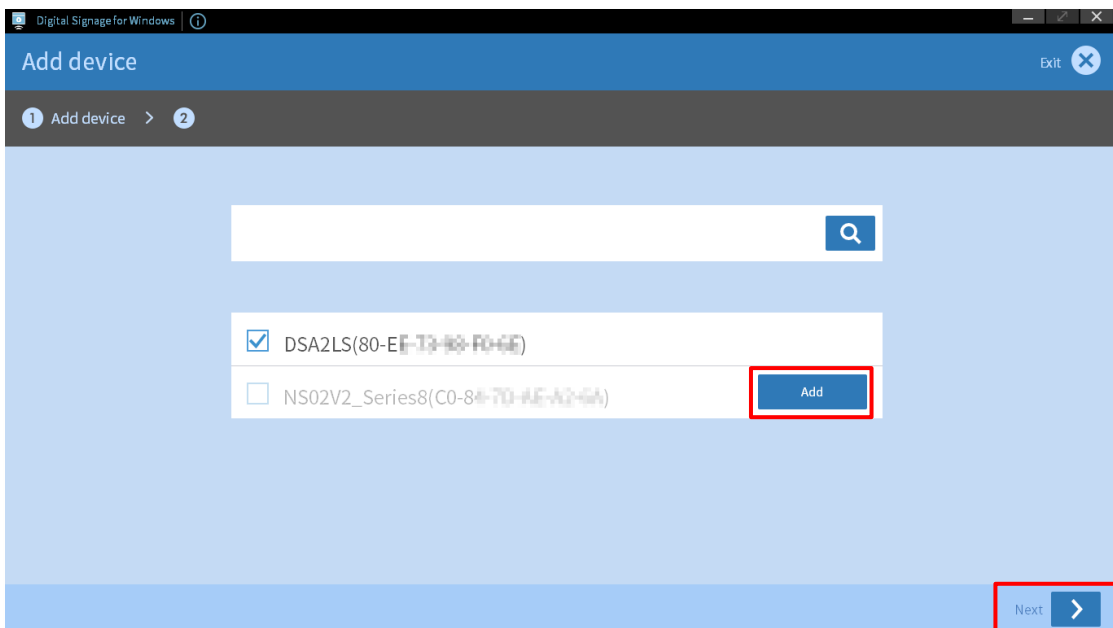 Digital Signage for Windows
Add device
Exit
1 Add device > 2
DSA2LS(80-E
NS02V2_Series8(C0-8
Add
Next